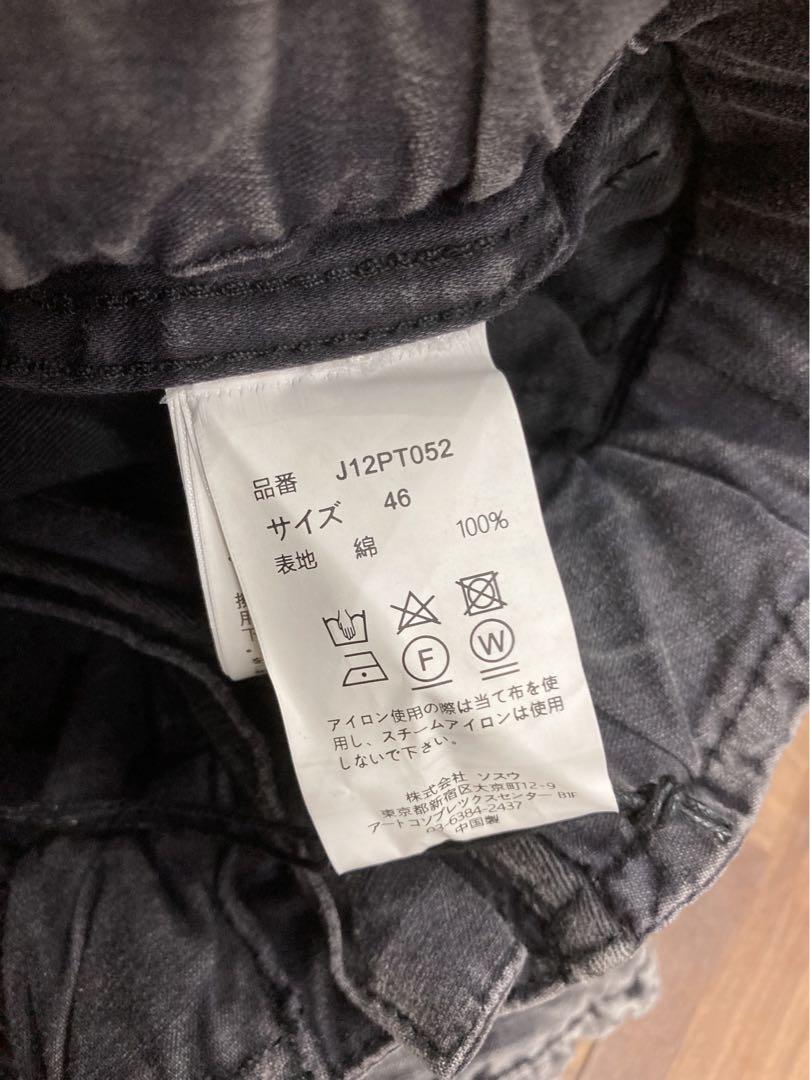 品番 J12PT052
サイズ 46
表地 綿 100%
F W
アイロン使用の際は当て布を使
用し、スチームアイロンは使用
しないで下さい。
株式会社 ソスウ
東京都新宿区大京町12-9
アートコンプレックスセンター B1F
03-6384-2437
中国製
用
下